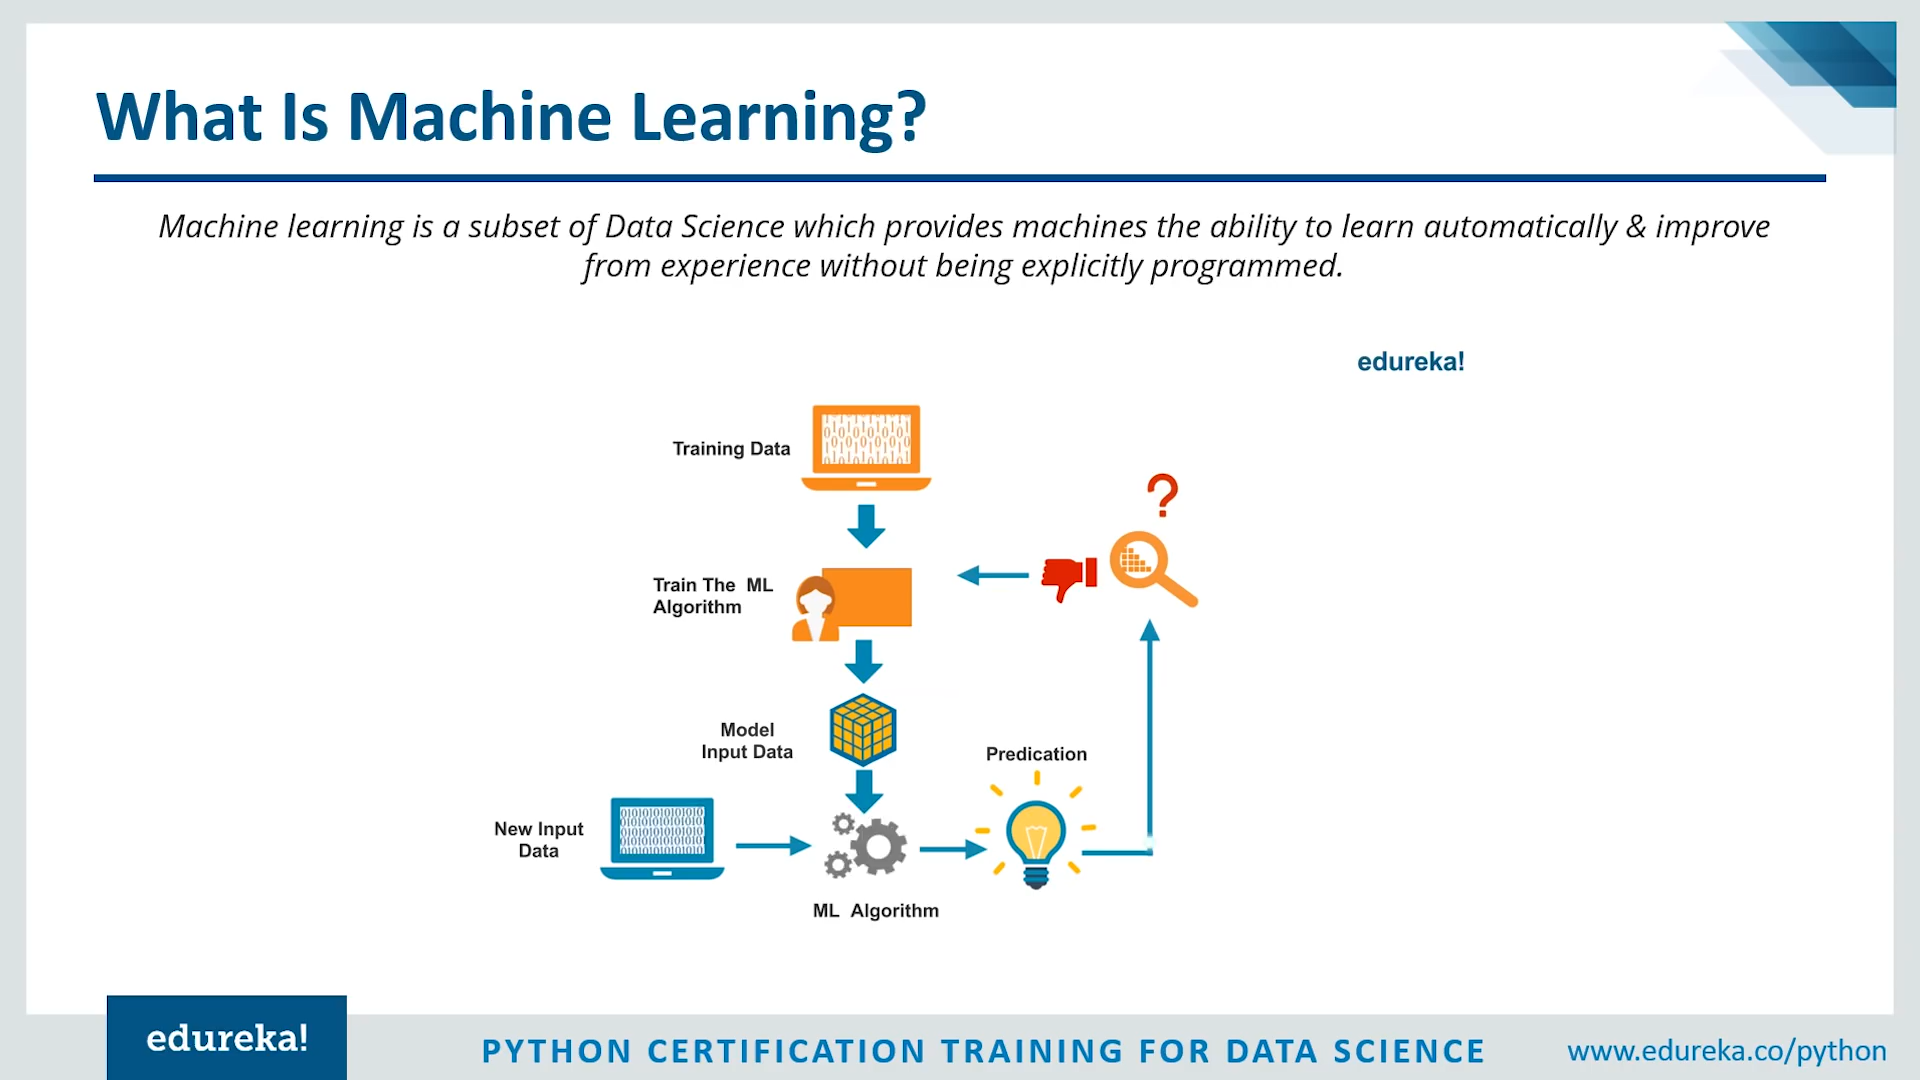 What Is Machine Learning?
Machine learning is a subset of Data Science which provides machines the ability to learn automatically & improve
from experience without being explicitly programmed.
edureka!
Training Data
?
Train The ML
Algorithm
Model
Input Data
Predication
New Input
Data
ML Algorithm
edureka!
PYTHON CERTIFICATION TRAINING FOR DATA SCIENCE
www.edureka.co/python